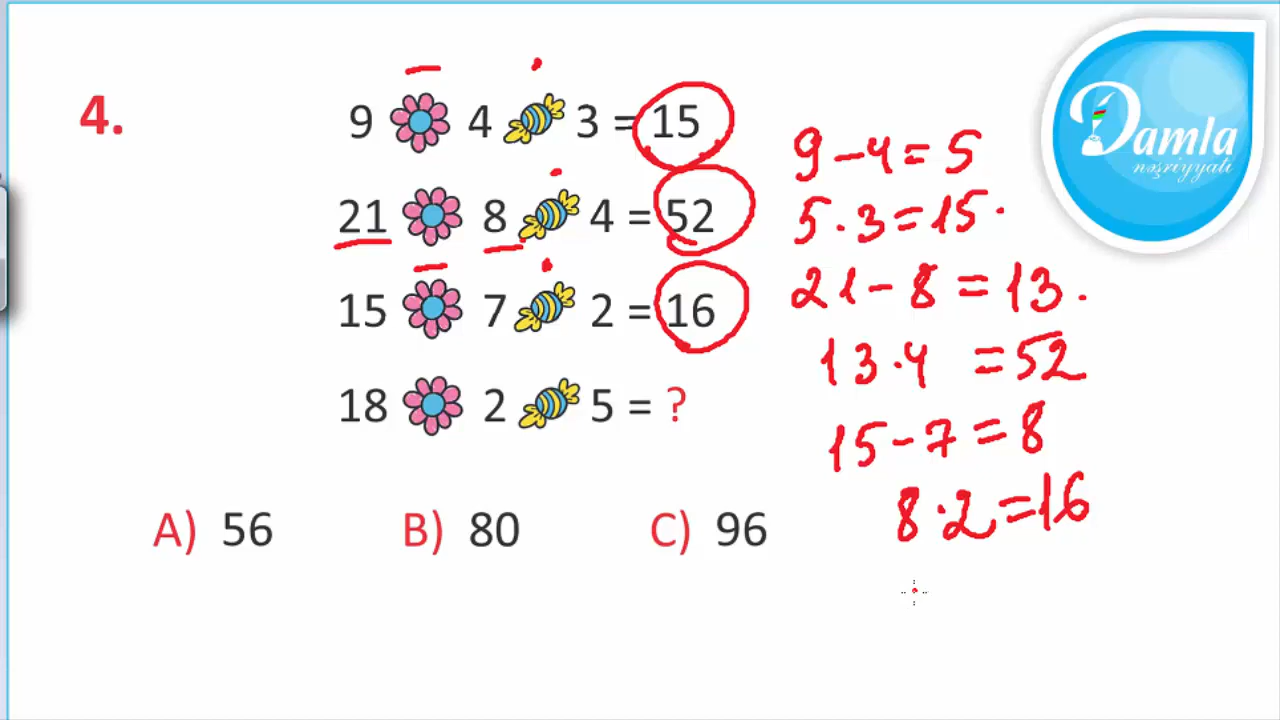 4.
9 4 3 = 15
21 8 4 = 52
15 7 2 = 16
18 2 5 = ?
A) 56 B) 80 C) 96
9 - 4 = 5
5 · 3 = 15 ·
21 - 8 = 13 .
13 · 4 = 52
15 - 7 = 8
8 · 2 = 16
Damla
nəşriyyatı